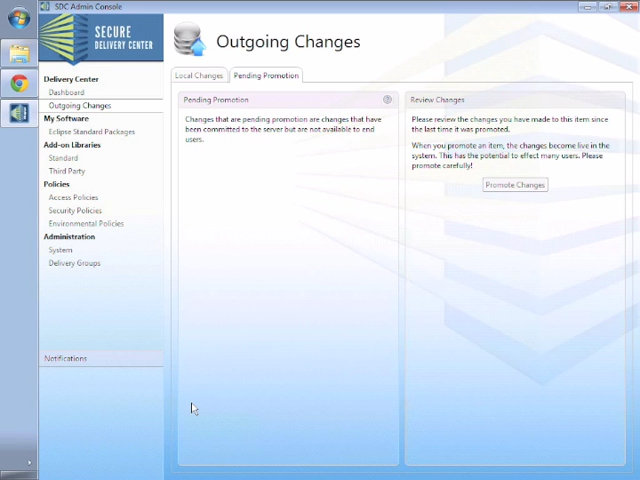 SDC Admin Console
SECURE
DELIVERY CENTER
Outgoing Changes
Local Changes
Pending Promotion
Delivery Center
Dashboard
Outgoing Changes
My Software
Eclipse Standard Packages
Add-on Libraries
Standard
Third Party
Policies
Access Policies
Security Policies
Environmental Policies
Administration
System
Delivery Groups
Notifications
Pending Promotion
Changes that are pending promotion are changes that have
been committed to the server but are not available to end
users.
Review Changes
Please review the changes you have made to this item since
the last time it was promoted.
When you promote an item, the changes become live in the
system. This has the potential to effect many users. Please
promote carefully!
Promote Changes